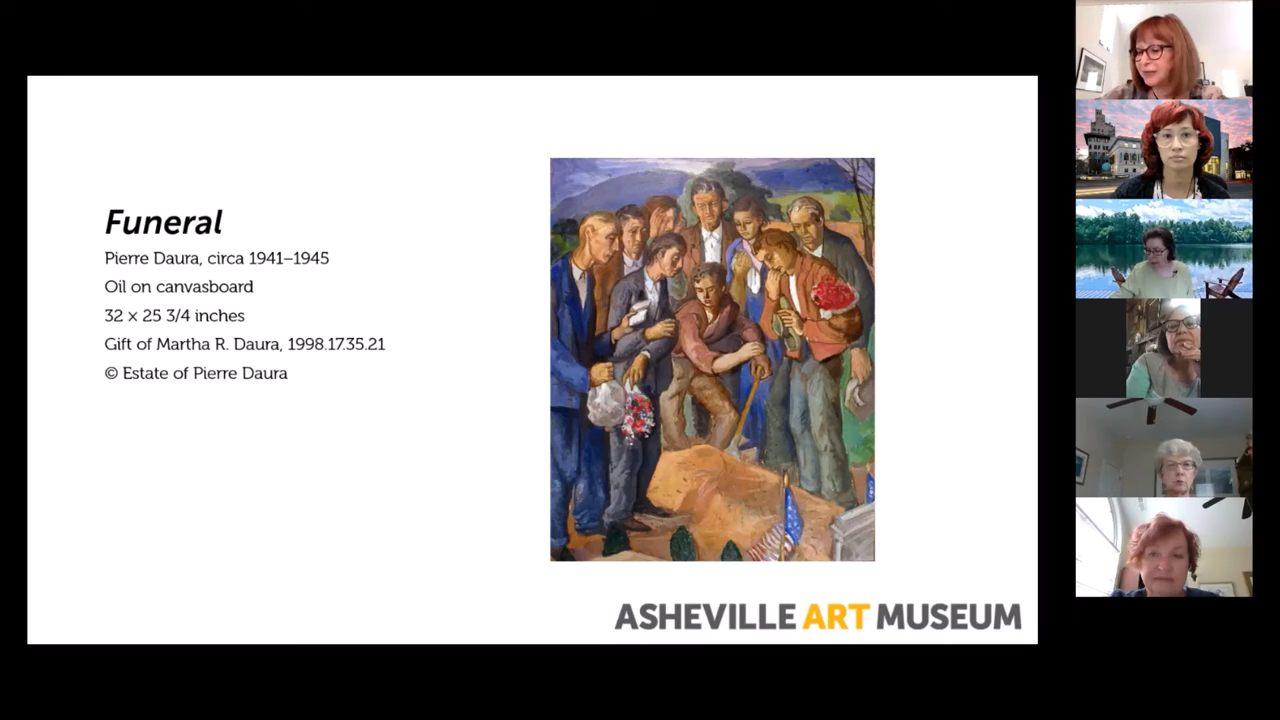 Funeral
Pierre Daura, circa 1941–1945
Oil on canvasboard
32 × 25 3/4 inches
Gift of Martha R. Daura, 1998.17.35.21
© Estate of Pierre Daura
ASHEVILLE ART MUSEUM